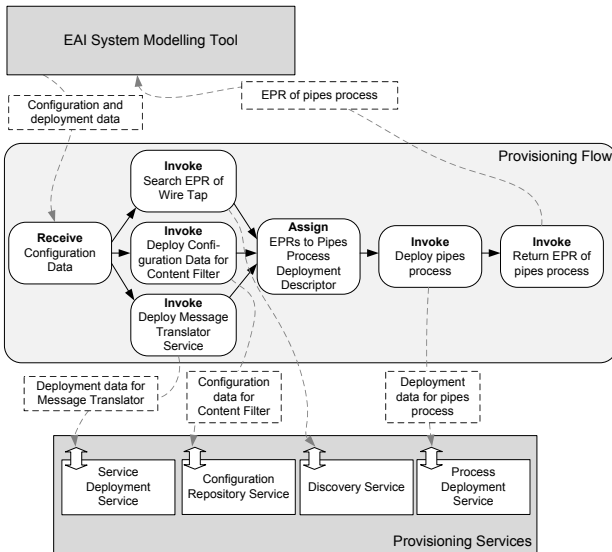 EAI System Modelling Tool
Configuration and
deployment data
EPR of pipes process
Provisioning Flow
Invoke
Search EPR of
Wire Tap
Receive
Configuration
Data
Invoke
Deploy Confi-
guration Data for
Content Filter
Invoke
Deploy Message
Translator
Service
Assign
EPRs to Pipes
Process
Deployment
Descriptor
Invoke
Deploy pipes
process
Invoke
Return EPR of
pipes process
Deployment data for
Message Translator
Configuration
data for
Content Filter
Deployment
data for pipes
process
Service
Deployment
Service
Configuration
Repository Service
Discovery Service
Process
Deployment
Service
Provisioning Services